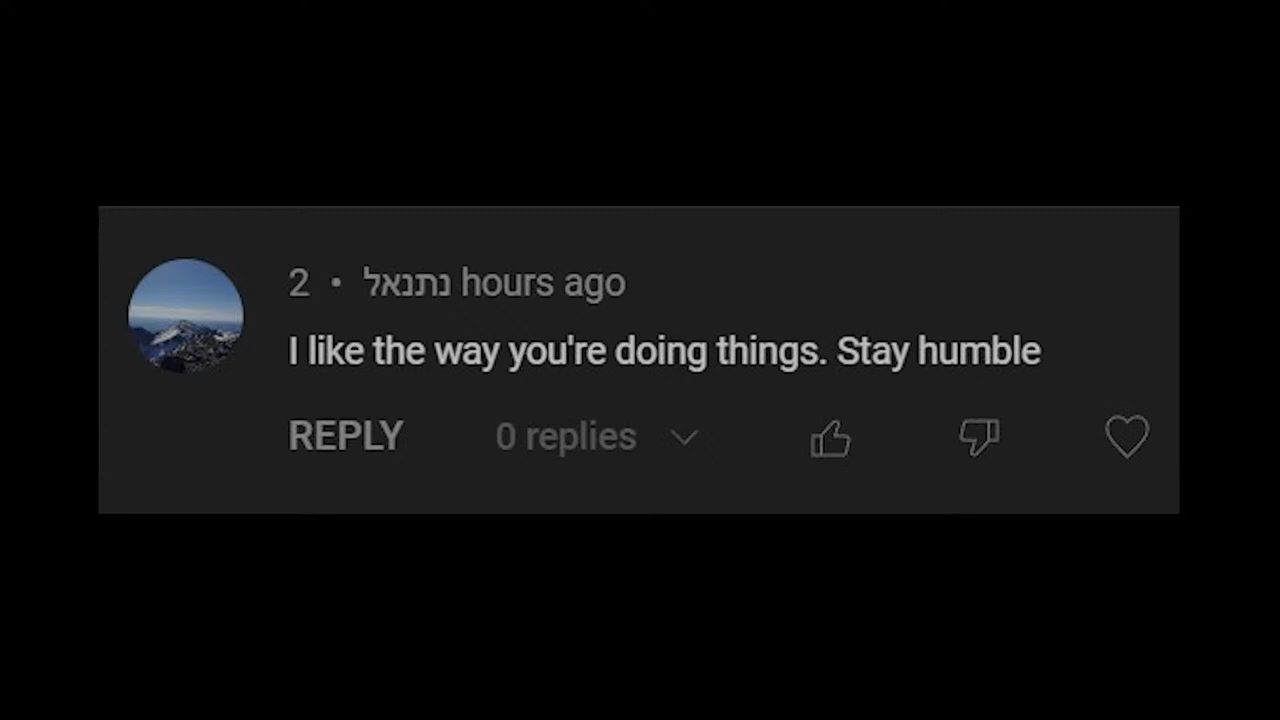 2 • נתנאל hours ago
I like the way you're doing things. Stay humble
REPLY 0 replies